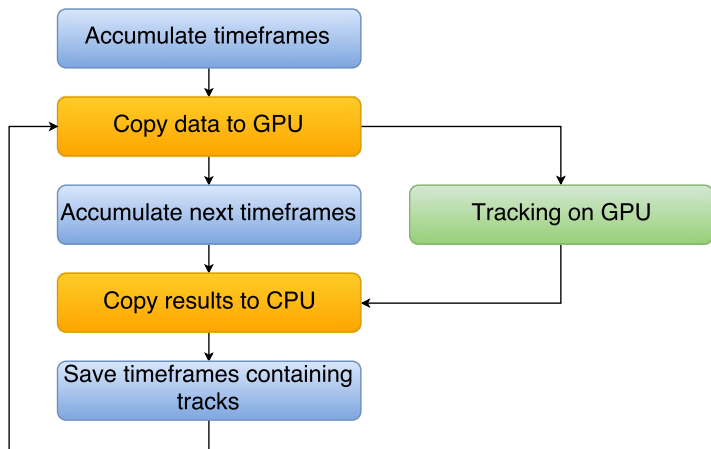 Accumulate timeframes
Copy data to GPU
Accumulate next timeframes
Tracking on GPU
Copy results to CPU
Save timeframes containing
tracks